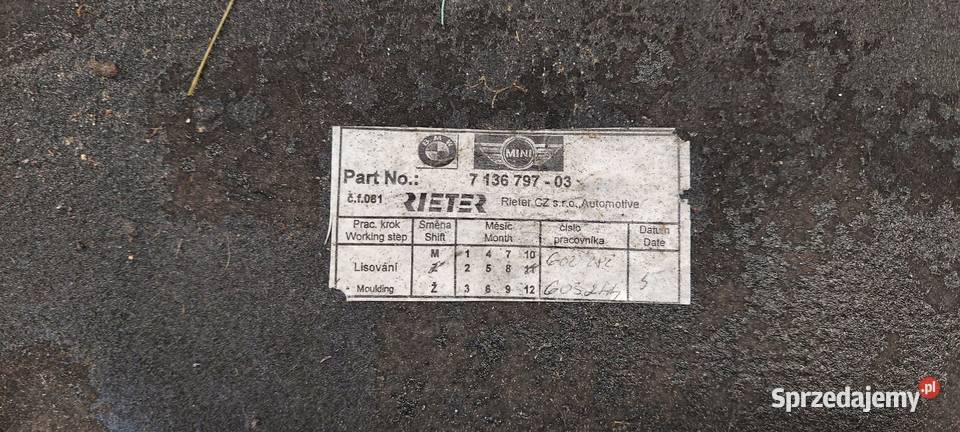 BMW
MINI
Part No.: 7 136 797 - 03
č.f.081 RIETER Rieter CZ s.r.o., Automotive
Prac. krok Směna Měsíc číslo Datum
Working step Shift Month pracovníka Date
M 1 4 7 10
Lisování 2 5 8 11 5
Moulding Ž 3 6 9 12
Sprzedajemy.pl